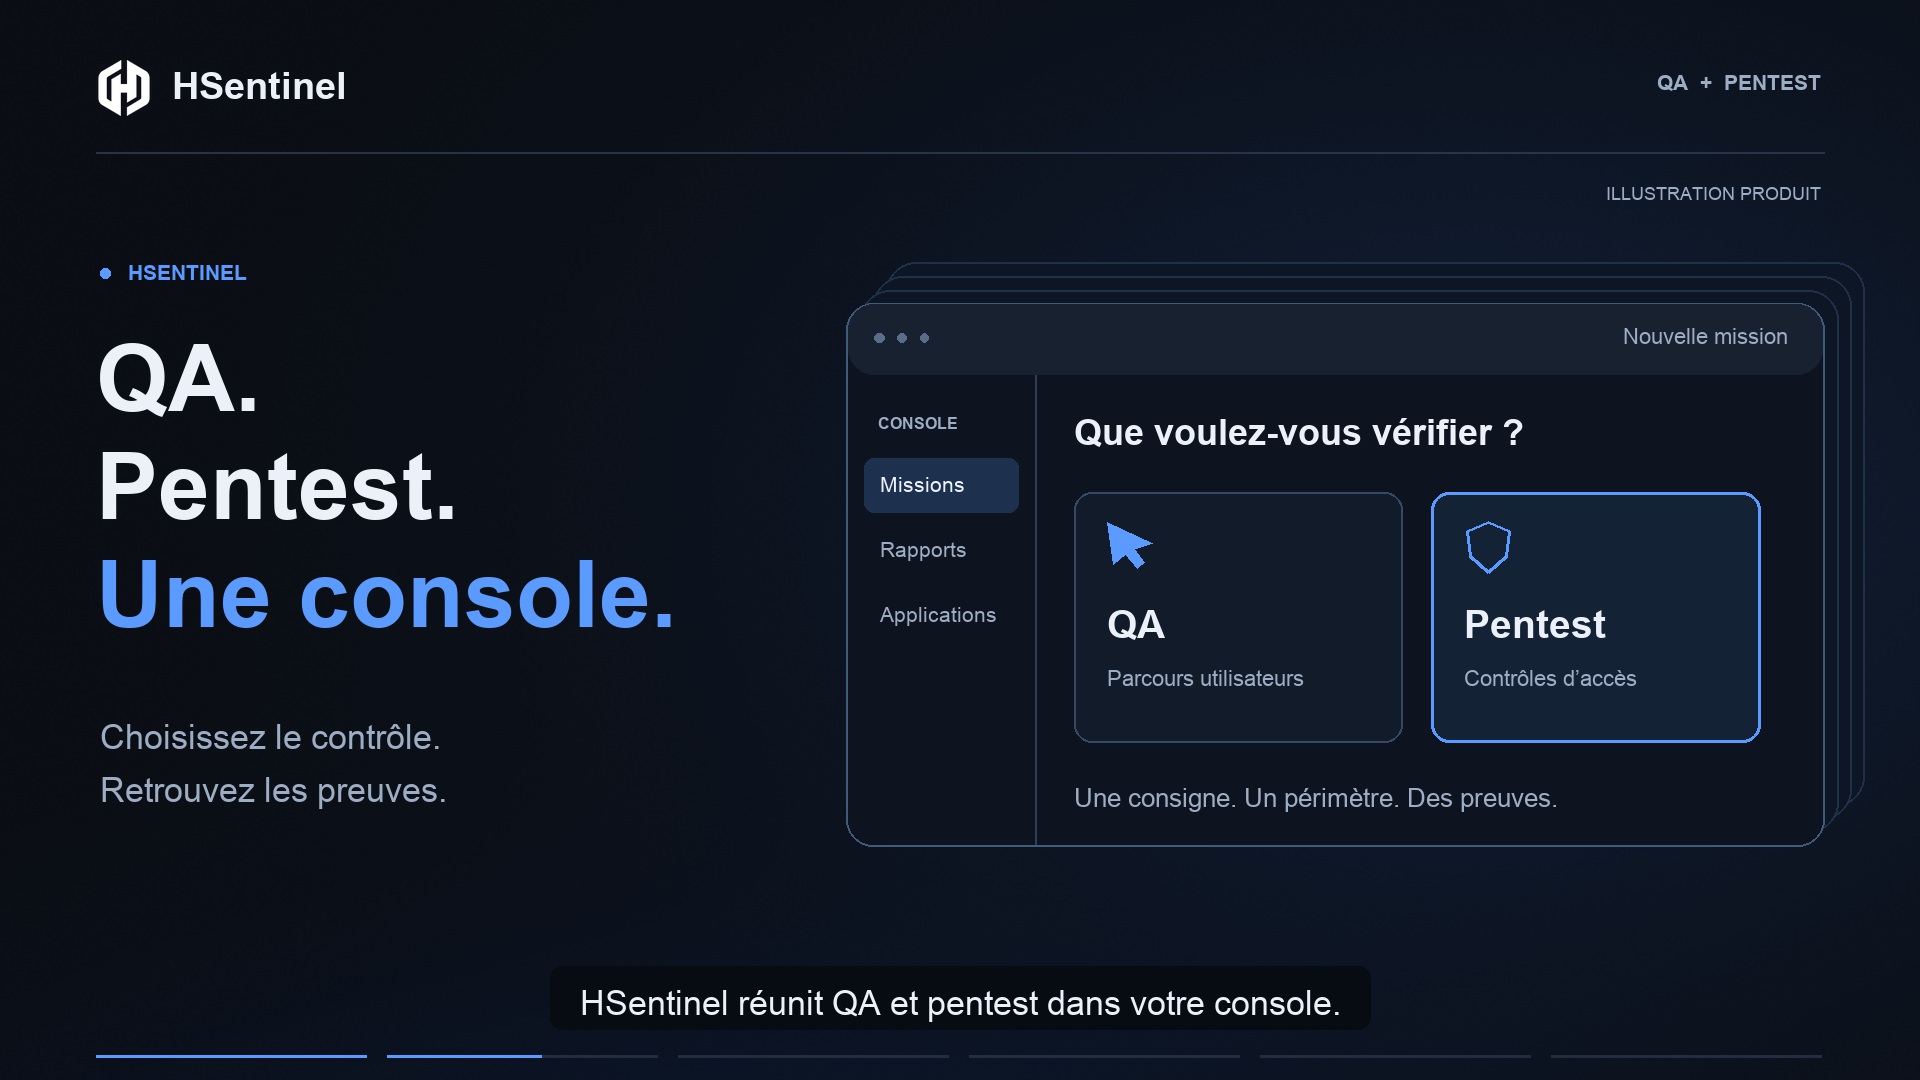 HSentinel
QA + PENTEST
ILLUSTRATION PRODUIT
HSENTINEL
QA.
Pentest.
Une console.
Choisissez le contrôle.
Retrouvez les preuves.
Nouvelle mission
CONSOLE
Missions
Rapports
Applications
Que voulez-vous vérifier ?
QA
Parcours utilisateurs
Pentest
Contrôles d’accès
Une consigne. Un périmètre. Des preuves.
HSentinel réunit QA et pentest dans votre console.